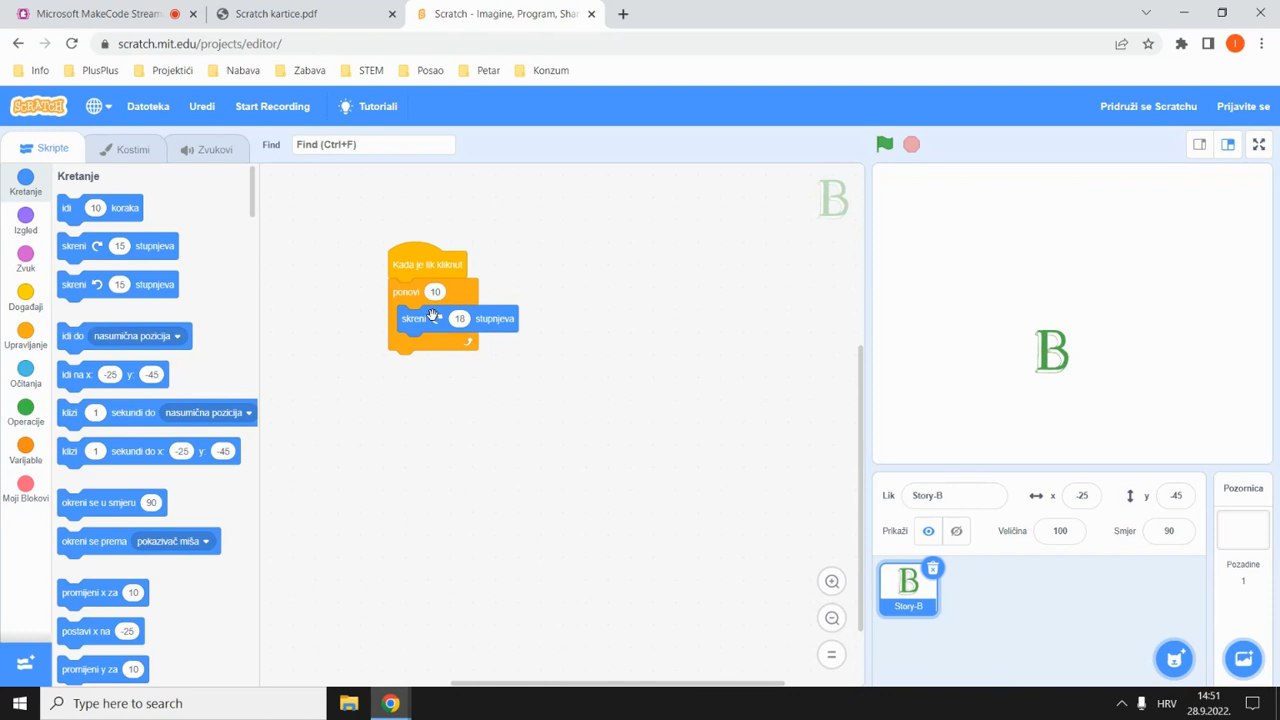 Microsoft MakeCode Stream
Scratch kartice.pdf
Scratch - Imagine, Program, Shar
scratch.mit.edu/projects/editor/
Info
PlusPlus
Projektići
Nabava
Zabava
STEM
Posao
Petar
Konzum
SCRATCH
Datoteka
Uredi
Start Recording
Tutoriali
Pridruži se Scratchu
Prijavite se
Skripte
Kostimi
Zvukovi
Find
Find (Ctrl+F)
Kretanje
Izgled
Zvuk
Događaji
Upravljanje
Očitanja
Operacije
Varijable
Moji Blokovi
Kretanje
idi 10 koraka
skreni 15 stupnjeva
skreni 15 stupnjeva
idi do nasumična pozicija
idi na x: -25 y: -45
klizi 1 sekundi do nasumična pozicija
klizi 1 sekundi do x: -25 y: -45
okreni se u smjeru 90
okreni se prema pokazivač miša
promijeni x za 10
postavi x na -25
promijeni y za 10
Kada je lik kliknut
ponovi 10
skreni 18 stupnjeva
B
B
Lik Story-B x -25 y -45
Prikaži Veličina 100 Smjer 90
B
Story-B
Pozornica
Pozadine
1
Type here to search
HRV
14:51
28.9.2022.